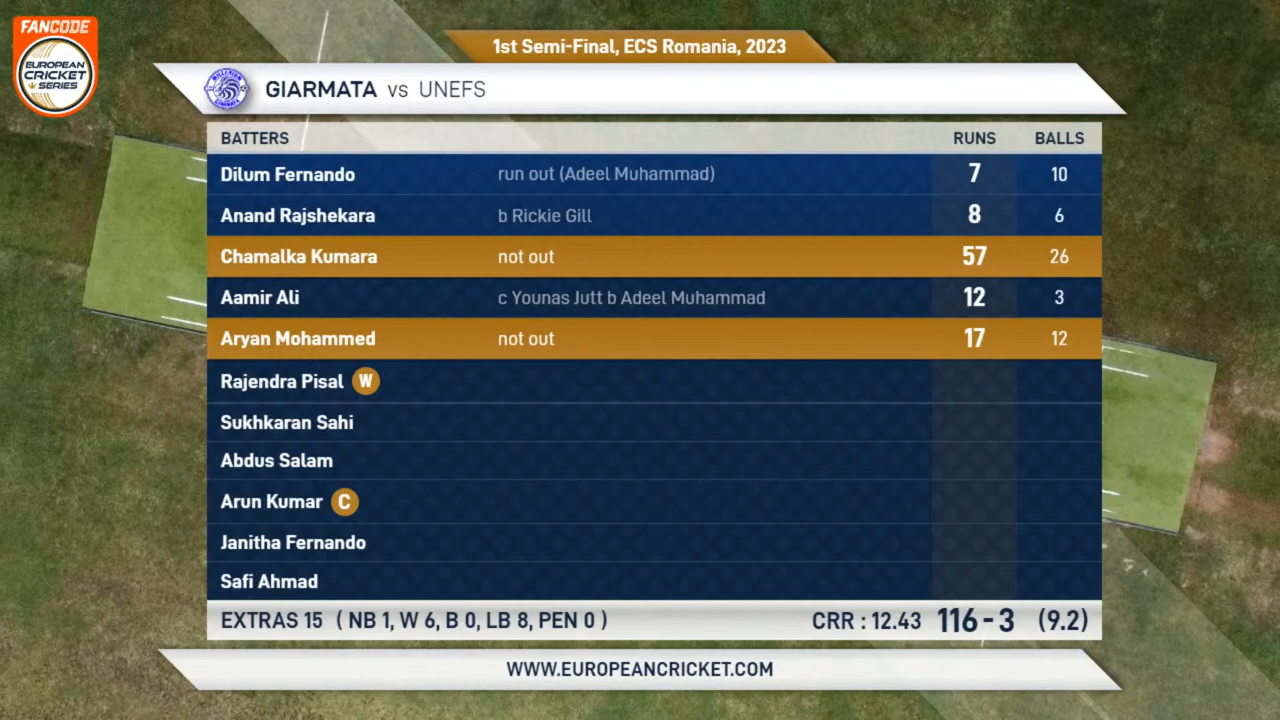 FANCODE
EUROPEAN
CRICKET
SERIES
1st Semi-Final, ECS Romania, 2023
GIARMATA vs UNEFS
BATTERS RUNS BALLS
Dilum Fernando run out (Adeel Muhammad) 7 10
Anand Rajshekara b Rickie Gill 8 6
Chamalka Kumara not out 57 26
Aamir Ali c Younas Jutt b Adeel Muhammad 12 3
Aryan Mohammed not out 17 12
Rajendra Pisal W
Sukhkaran Sahi
Abdus Salam
Arun Kumar C
Janitha Fernando
Safi Ahmad
EXTRAS 15 ( NB 1, W 6, B 0, LB 8, PEN 0 ) CRR : 12.43 116 - 3 (9.2)
WWW.EUROPEANCRICKET.COM